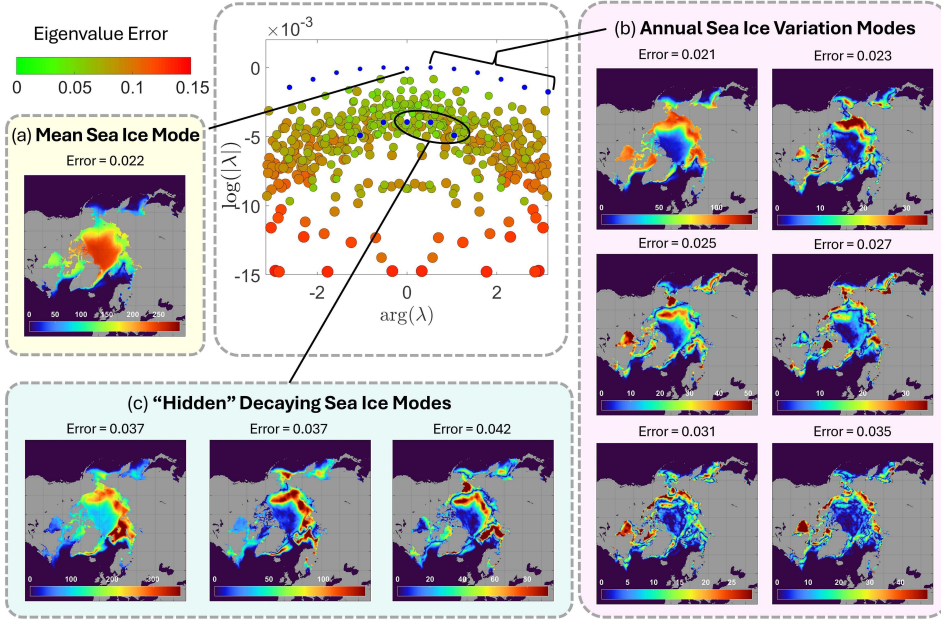 Eigenvalue Error
0 0.05 0.1 0.15
(a) Mean Sea Ice Mode
Error = 0.022
0 50 100 150 200 250
×10⁻³
0
-5
-10
-15
log(|λ|)
-2 0 2
arg(λ)
(b) Annual Sea Ice Variation Modes
Error = 0.021 Error = 0.023
0 50 100 0 10 20 30
Error = 0.025 Error = 0.027
0 10 20 30 40 50 0 10 20 30
Error = 0.031 Error = 0.035
0 5 10 15 20 25 0 10 20 30 40
(c) “Hidden” Decaying Sea Ice Modes
Error = 0.037 Error = 0.037 Error = 0.042
0 100 200 300 0 50 100 0 20 40 60 80